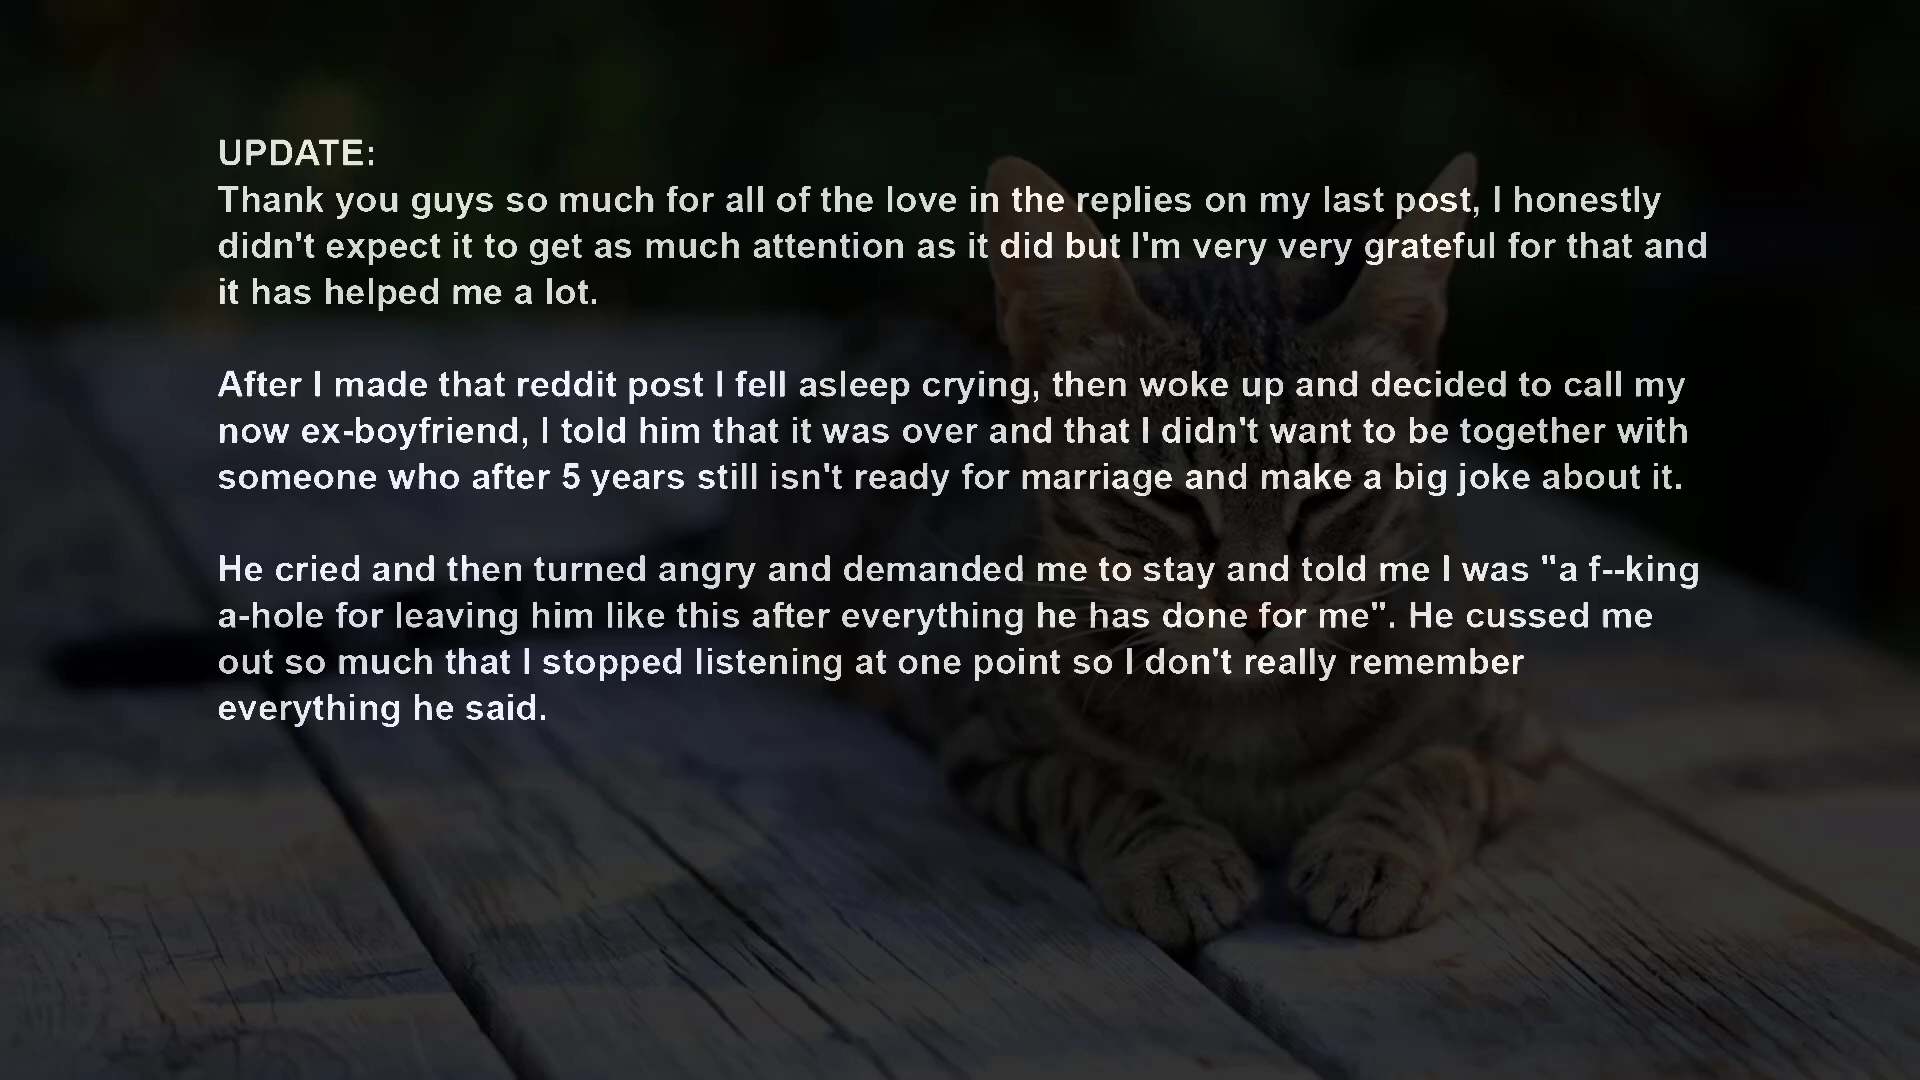 UPDATE:
Thank you guys so much for all of the love in the replies on my last post, I honestly
didn't expect it to get as much attention as it did but I'm very very grateful for that and
it has helped me a lot.
After I made that reddit post I fell asleep crying, then woke up and decided to call my
now ex-boyfriend, I told him that it was over and that I didn't want to be together with
someone who after 5 years still isn't ready for marriage and make a big joke about it.
He cried and then turned angry and demanded me to stay and told me I was "a f--king
a-hole for leaving him like this after everything he has done for me". He cussed me
out so much that I stopped listening at one point so I don't really remember
everything he said.